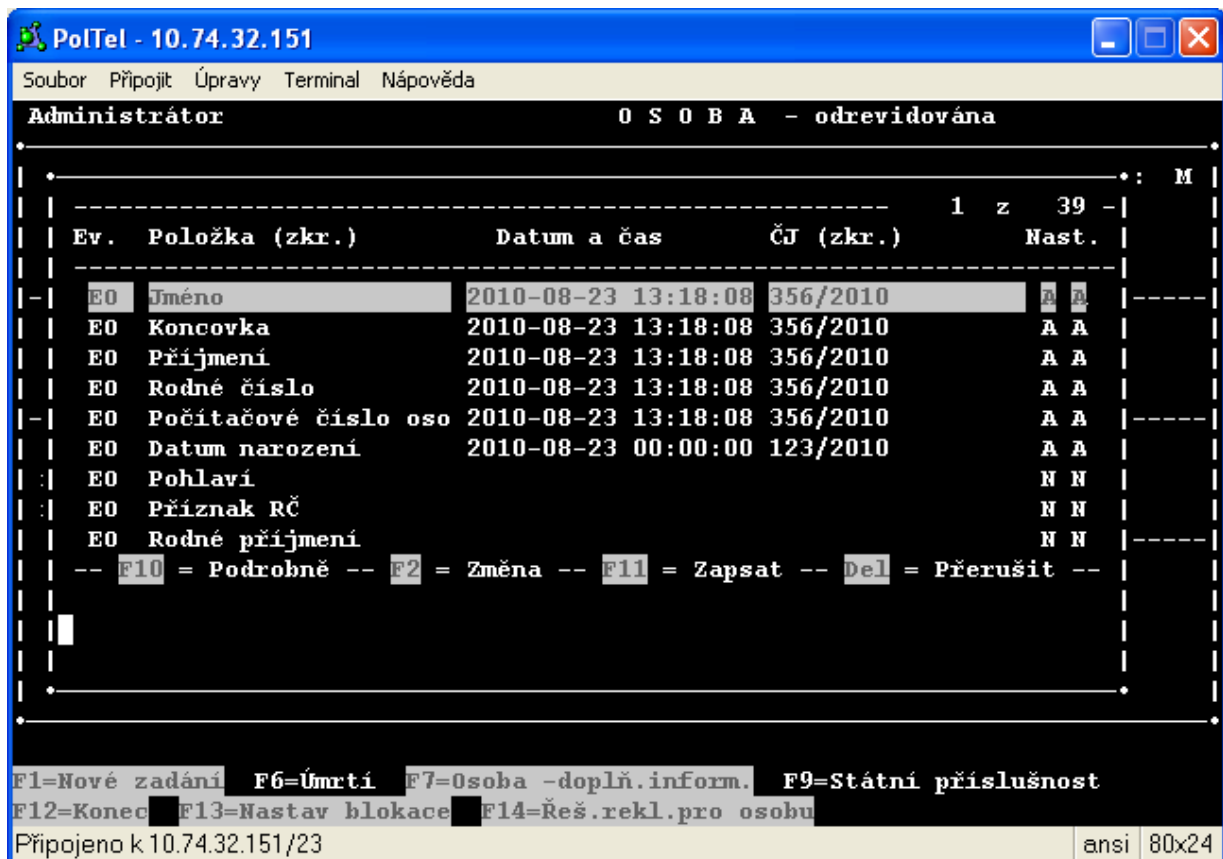 PolTel - 10.74.32.151
Soubor Připojit Úpravy Terminal Nápověda
Administrátor O S O B A - odrevidována
: M
1 z 39
Ev. Položka (zkr.) Datum a čas ČJ (zkr.) Nast.
E0 Jméno 2010-08-23 13:18:08 356/2010 A A
E0 Koncovka 2010-08-23 13:18:08 356/2010 A A
E0 Příjmení 2010-08-23 13:18:08 356/2010 A A
E0 Rodné číslo 2010-08-23 13:18:08 356/2010 A A
E0 Počítačové číslo oso 2010-08-23 13:18:08 356/2010 A A
E0 Datum narození 2010-08-23 00:00:00 123/2010 A A
E0 Pohlaví N N
E0 Příznak RČ N N
E0 Rodné příjmení N N
-- F10 = Podrobně -- F2 = Změna -- F11 = Zapsat -- Del = Přerušit --
F1=Nové zadání F6=Úmrtí F7=Osoba -doplň.inform. F9=Státní příslušnost
F12=Konec F13=Nastav blokace F14=Řeš.rekl.pro osobu
Připojeno k 10.74.32.151/23 ansi 80x24